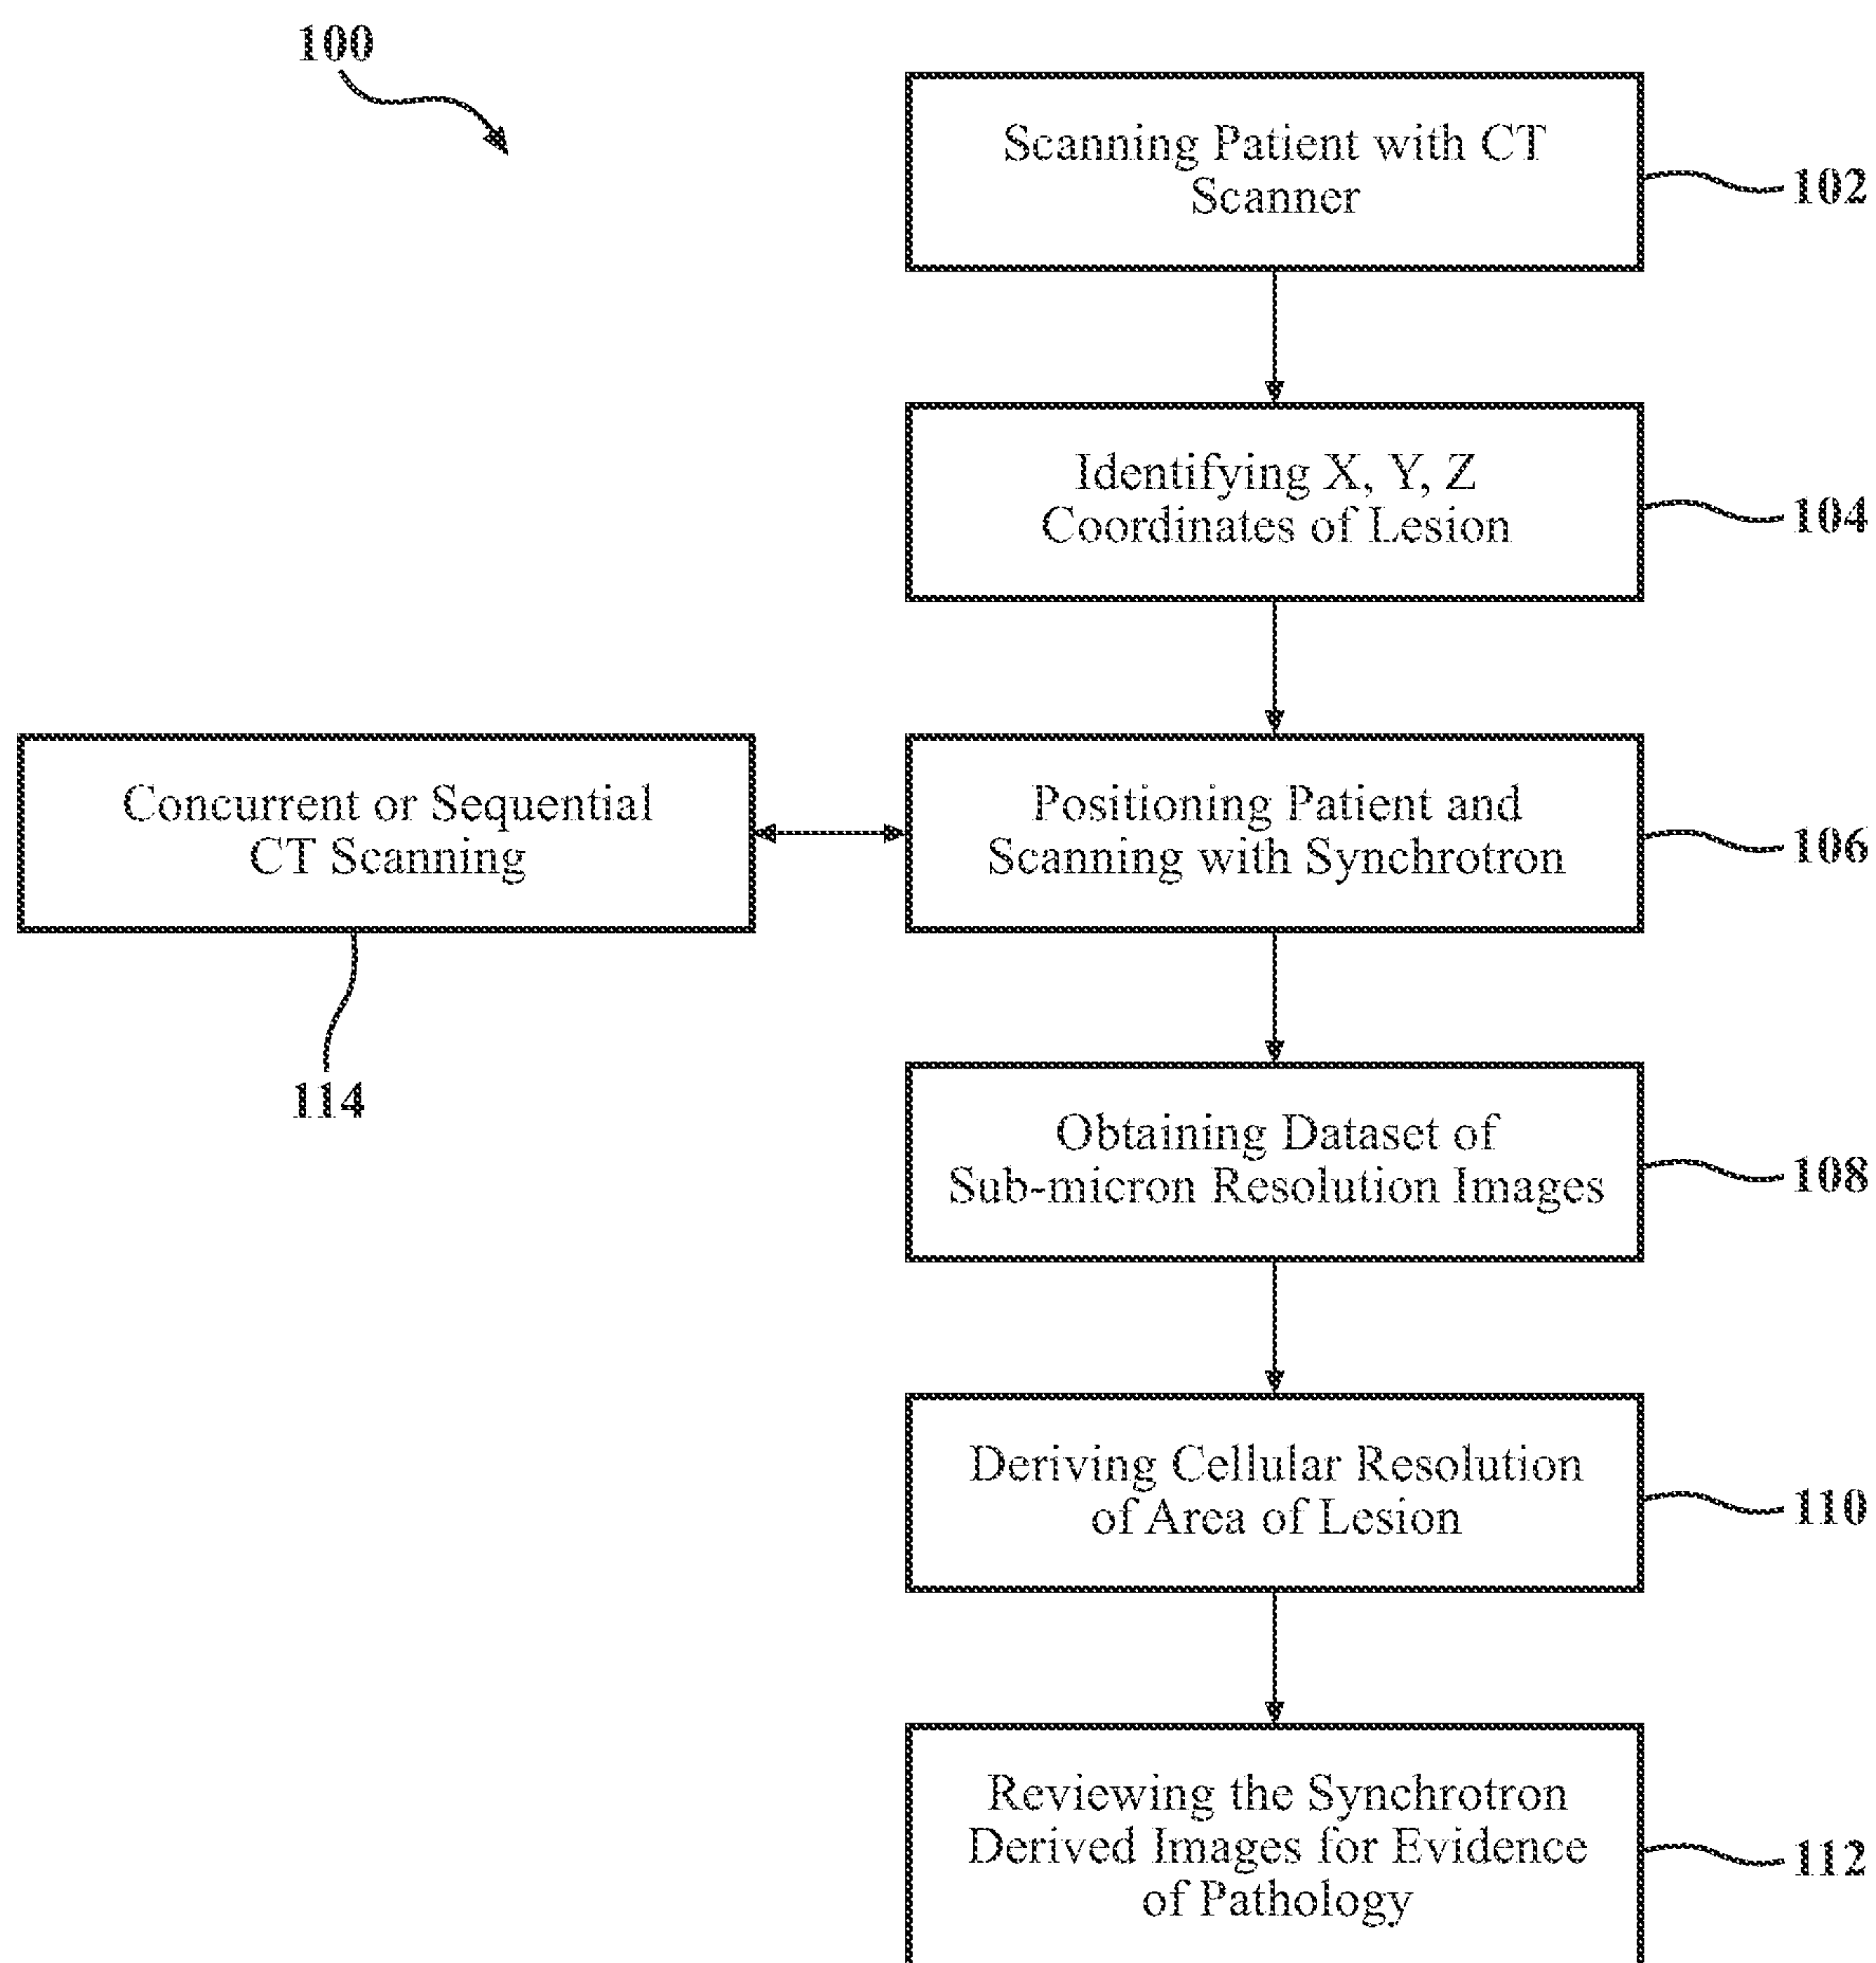 100
Scanning Patient with CT
Scanner
102
Identifying X, Y, Z
Coordinates of Lesion
104
Concurrent or Sequential
CT Scanning
114
Positioning Patient and
Scanning with Synchrotron
106
Obtaining Dataset of
Sub-micron Resolution Images
108
Deriving Cellular Resolution
of Area of Lesion
110
Reviewing the Synchrotron
Derived Images for Evidence
of Pathology
112